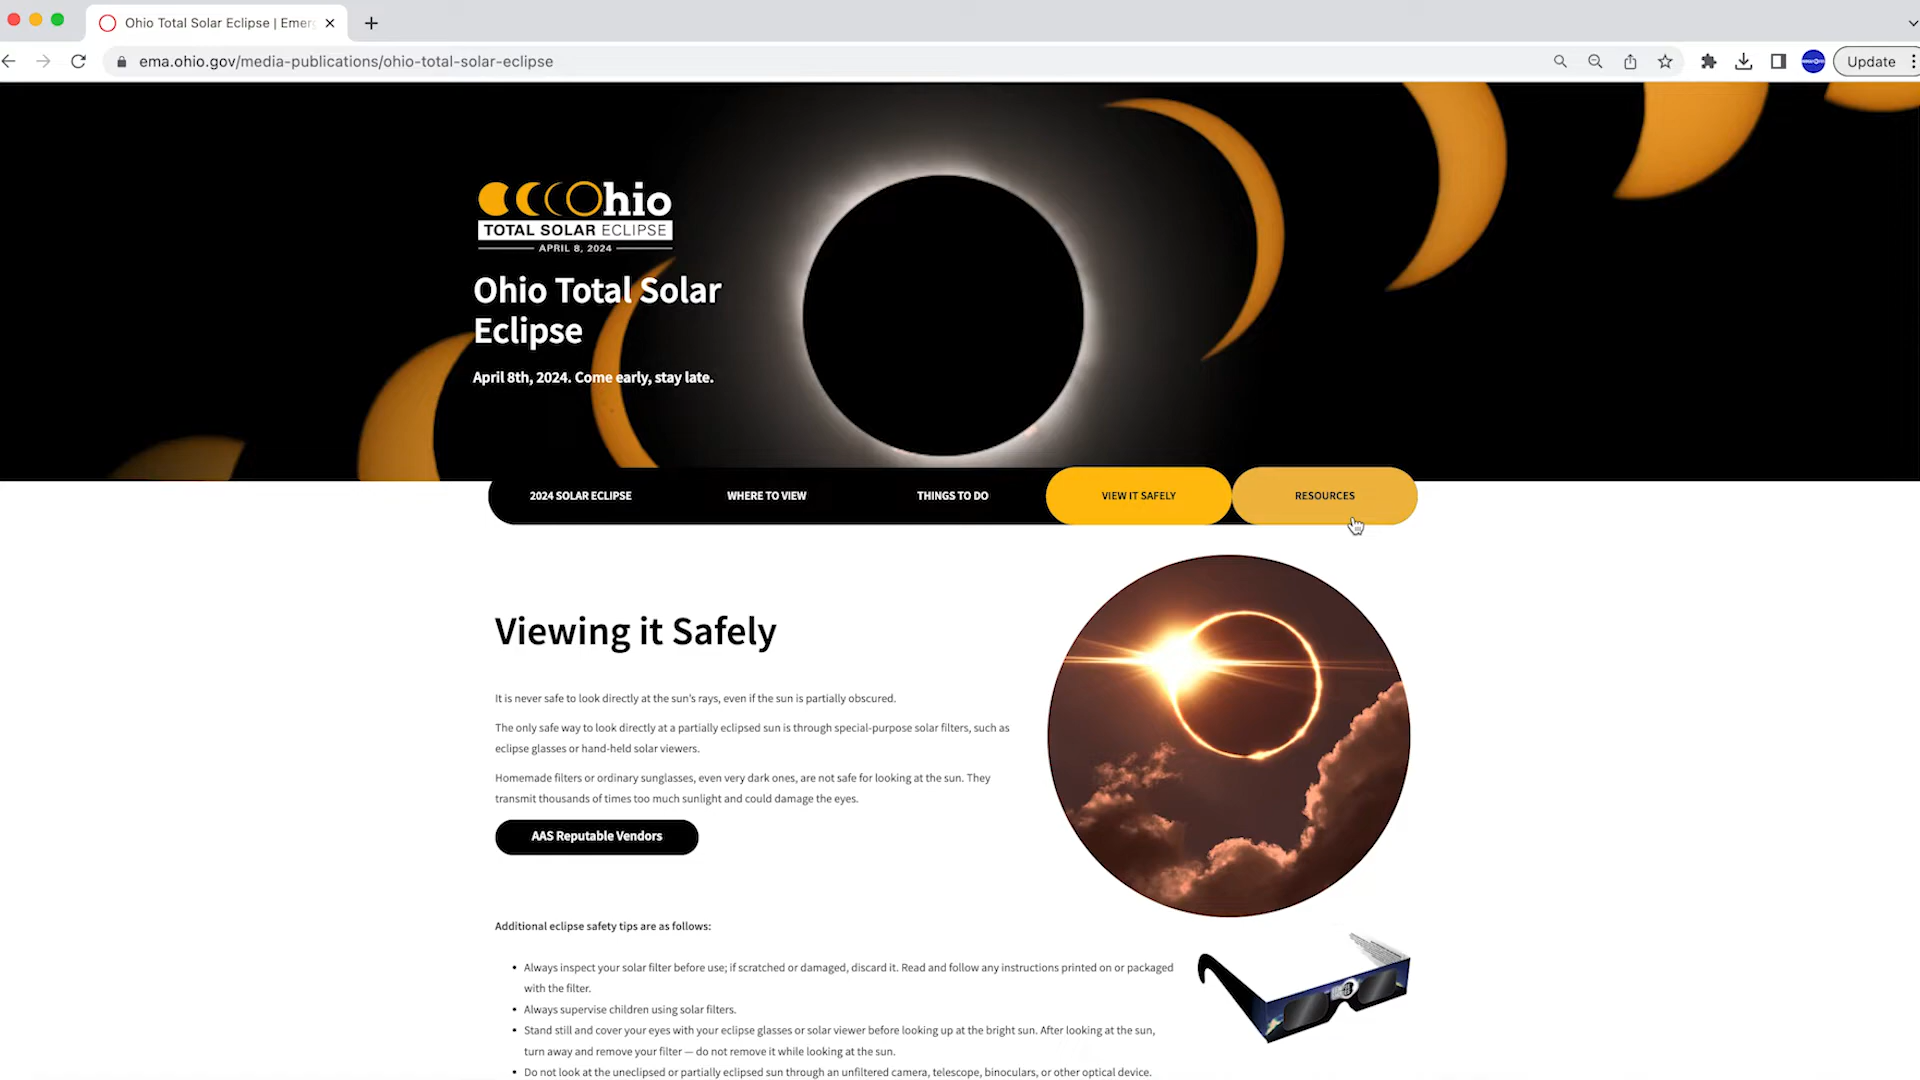 Ohio Total Solar Eclipse | Emer
ema.ohio.gov/media-publications/ohio-total-solar-eclipse
Update
Ohio
TOTAL SOLAR ECLIPSE
APRIL 8, 2024
Ohio Total Solar
Eclipse
April 8th, 2024. Come early, stay late.
2024 SOLAR ECLIPSE
WHERE TO VIEW
THINGS TO DO
VIEW IT SAFELY
RESOURCES
Viewing it Safely
It is never safe to look directly at the sun's rays, even if the sun is partially obscured.
The only safe way to look directly at a partially eclipsed sun is through special-purpose solar filters, such as
eclipse glasses or hand-held solar viewers.
Homemade filters or ordinary sunglasses, even very dark ones, are not safe for looking at the sun. They
transmit thousands of times too much sunlight and could damage the eyes.
AAS Reputable Vendors
Additional eclipse safety tips are as follows:
• Always inspect your solar filter before use; if scratched or damaged, discard it. Read and follow any instructions printed on or packaged
with the filter.
• Always supervise children using solar filters.
• Stand still and cover your eyes with your eclipse glasses or solar viewer before looking up at the bright sun. After looking at the sun,
turn away and remove your filter — do not remove it while looking at the sun.
• Do not look at the uneclipsed or partially eclipsed sun through an unfiltered camera, telescope, binoculars, or other optical device.